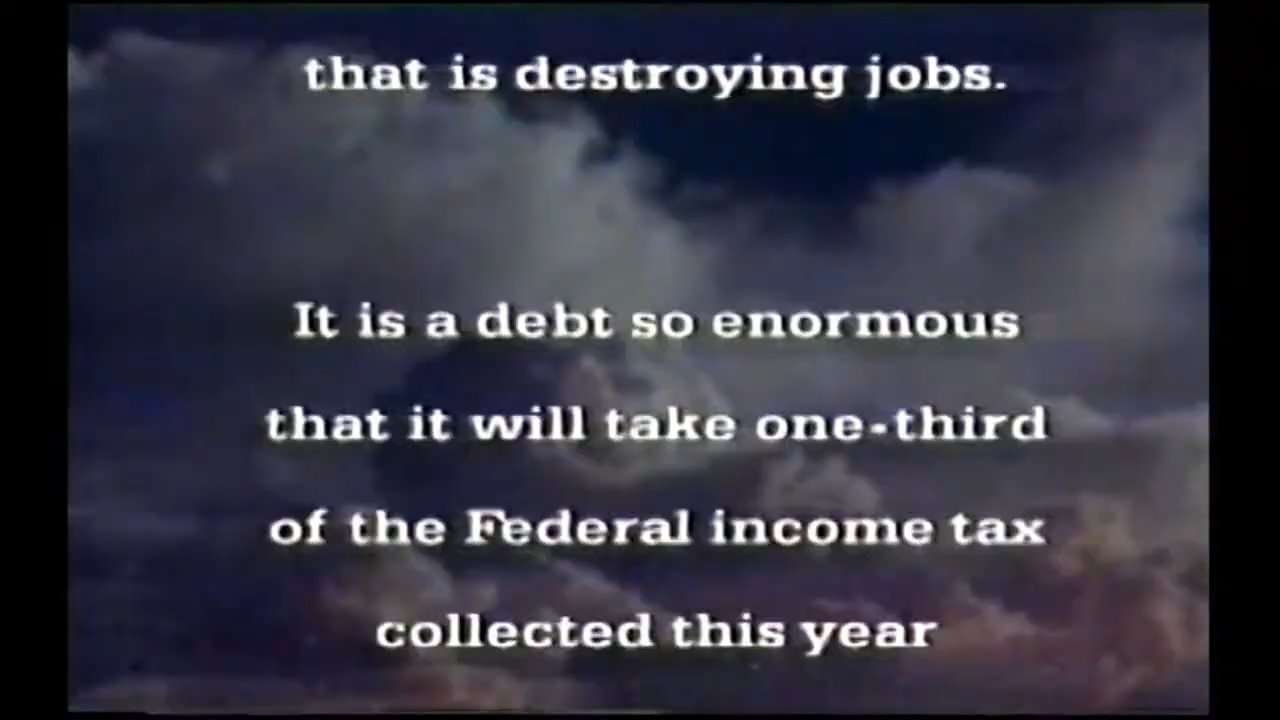 that is destroying jobs.
It is a debt so enormous
that it will take one-third
of the Federal income tax
collected this year